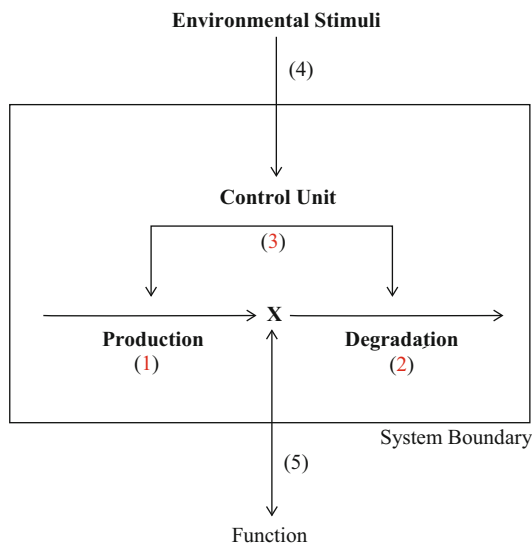 Environmental Stimuli
(4)
Control Unit
(3)
X
Production
Degradation
(1)
(2)
System Boundary
(5)
Function